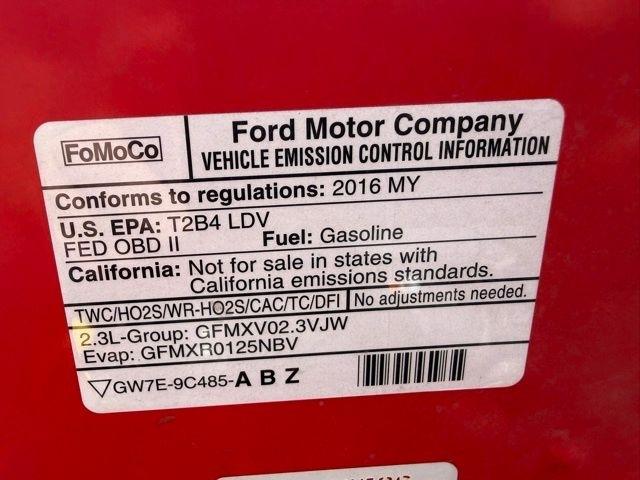 FoMoCo
Ford Motor Company
VEHICLE EMISSION CONTROL INFORMATION
Conforms to regulations: 2016 MY
U.S. EPA: T2B4 LDV
FED OBD II Fuel: Gasoline
California: Not for sale in states with
California emissions standards.
TWC/HO2S/WR-HO2S/CAC/TC/DFI No adjustments needed.
2.3L-Group: GFMXV02.3VJW
Evap: GFMXR0125NBV
GW7E-9C485-A B Z